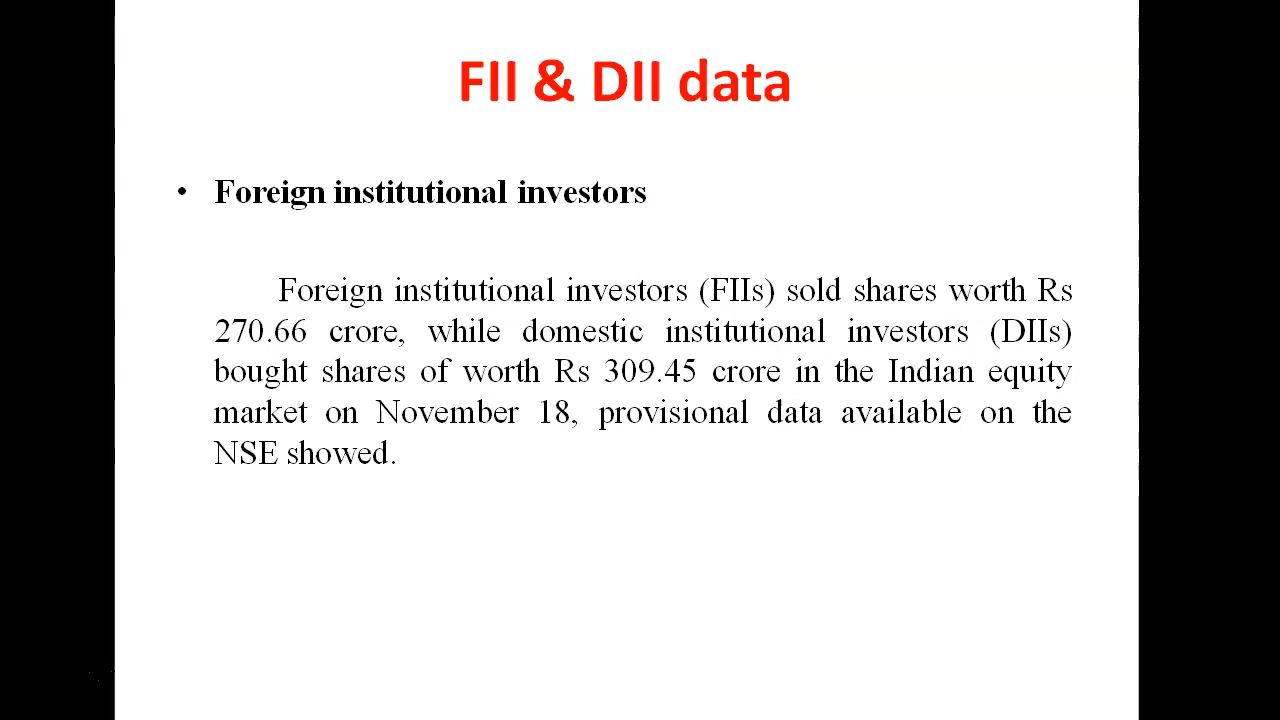 FII & DII data
• Foreign institutional investors
Foreign institutional investors (FIIs) sold shares worth Rs
270.66 crore, while domestic institutional investors (DIIs)
bought shares of worth Rs 309.45 crore in the Indian equity
market on November 18, provisional data available on the
NSE showed.